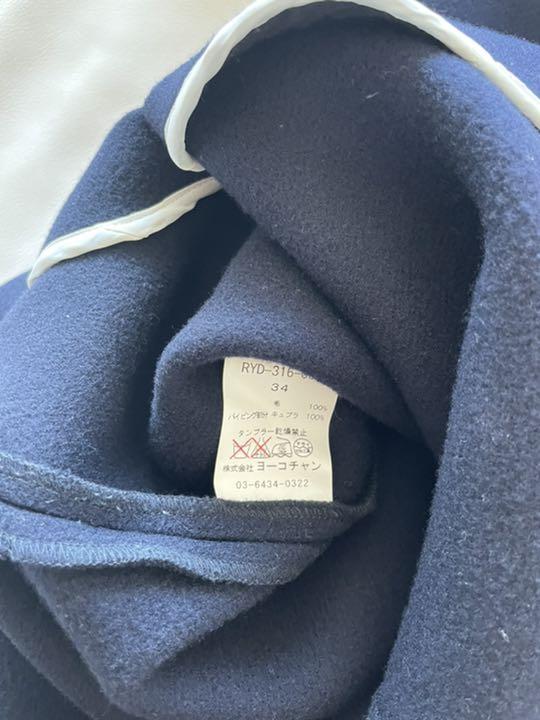 RYD-316-
34
毛 100%
パイピング部分 キュプラ 100%
タンブラー乾燥禁止
株式会社 ヨーコチャン
03-6434-0322